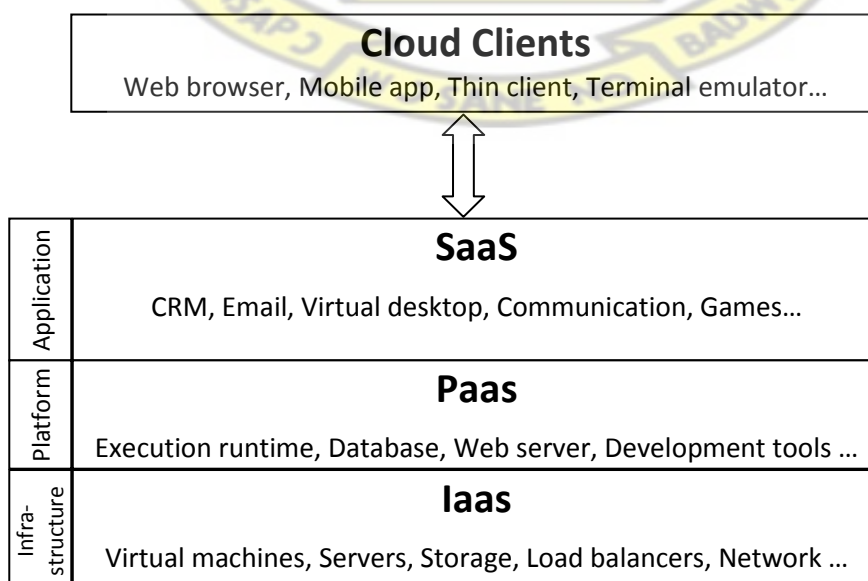 Cloud Clients
Web browser, Mobile app, Thin client, Terminal emulator…
Application
SaaS
CRM, Email, Virtual desktop, Communication, Games…
Platform
Paas
Execution runtime, Database, Web server, Development tools …
Infra-
structure
Iaas
Virtual machines, Servers, Storage, Load balancers, Network …